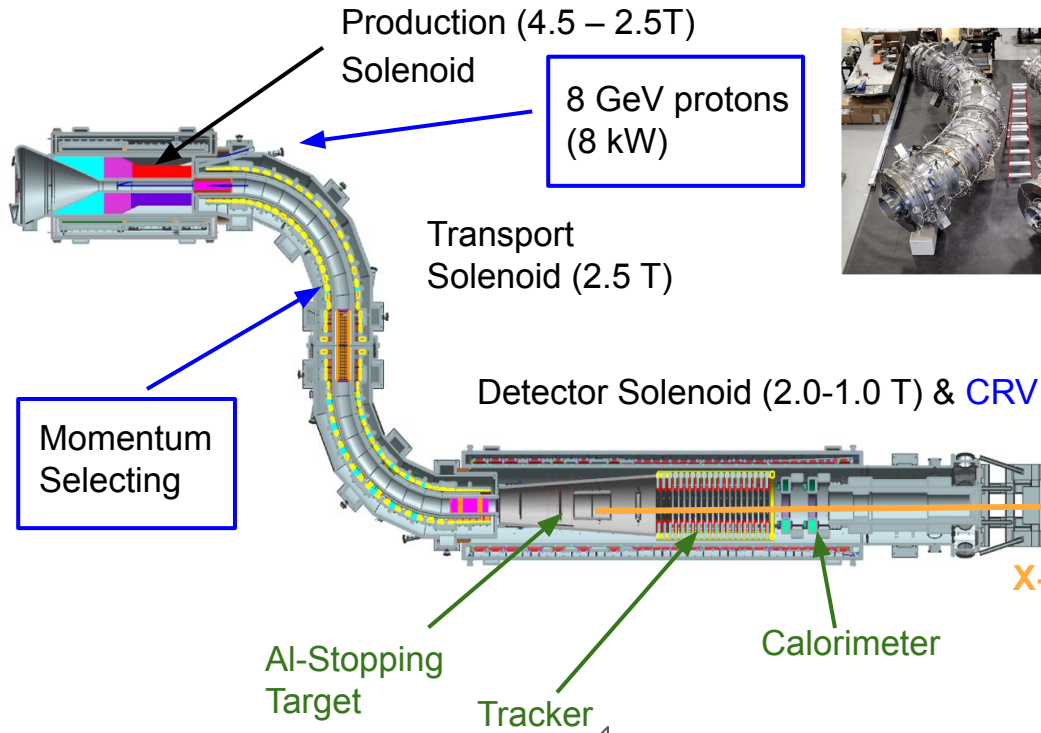 Production (4.5 – 2.5T)
Solenoid
8 GeV protons
(8 kW)
Transport
Solenoid (2.5 T)
Detector Solenoid (2.0-1.0 T) & CRV
Momentum
Selecting
X-
Al-Stopping
Target
Calorimeter
Tracker